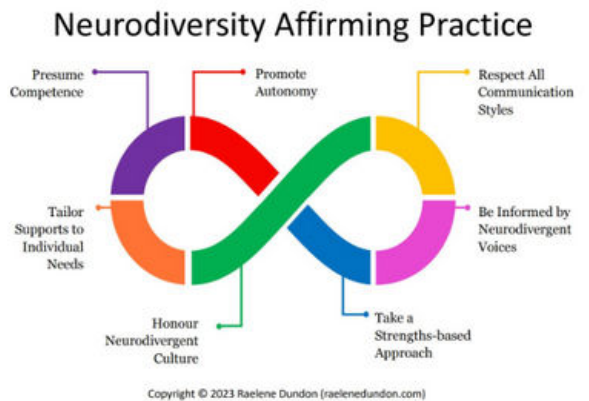 Neurodiversity Affirming Practice
Presume
Competence
Promote
Autonomy
Respect All
Communication
Styles
Tailor
Supports to
Individual
Needs
Be Informed by
Neurodivergent
Voices
Honour
Neurodivergent
Culture
Take a
Strengths-based
Approach
Copyright © 2023 Raelene Dundon (raelenedundon.com)